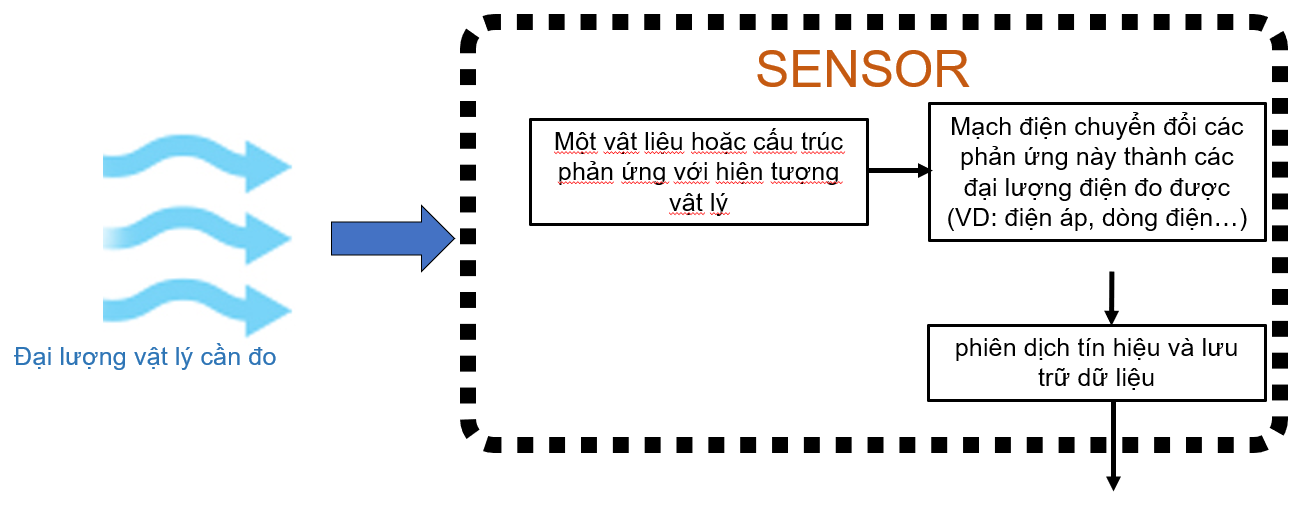 SENSOR
Một vật liệu hoặc cấu trúc
phản ứng với hiện tượng
vật lý
Mạch điện chuyển đổi các
phản ứng này thành các
đại lượng điện đo được
(VD: điện áp, dòng điện…)
Đại lượng vật lý cần đo
phiên dịch tín hiệu và lưu
trữ dữ liệu